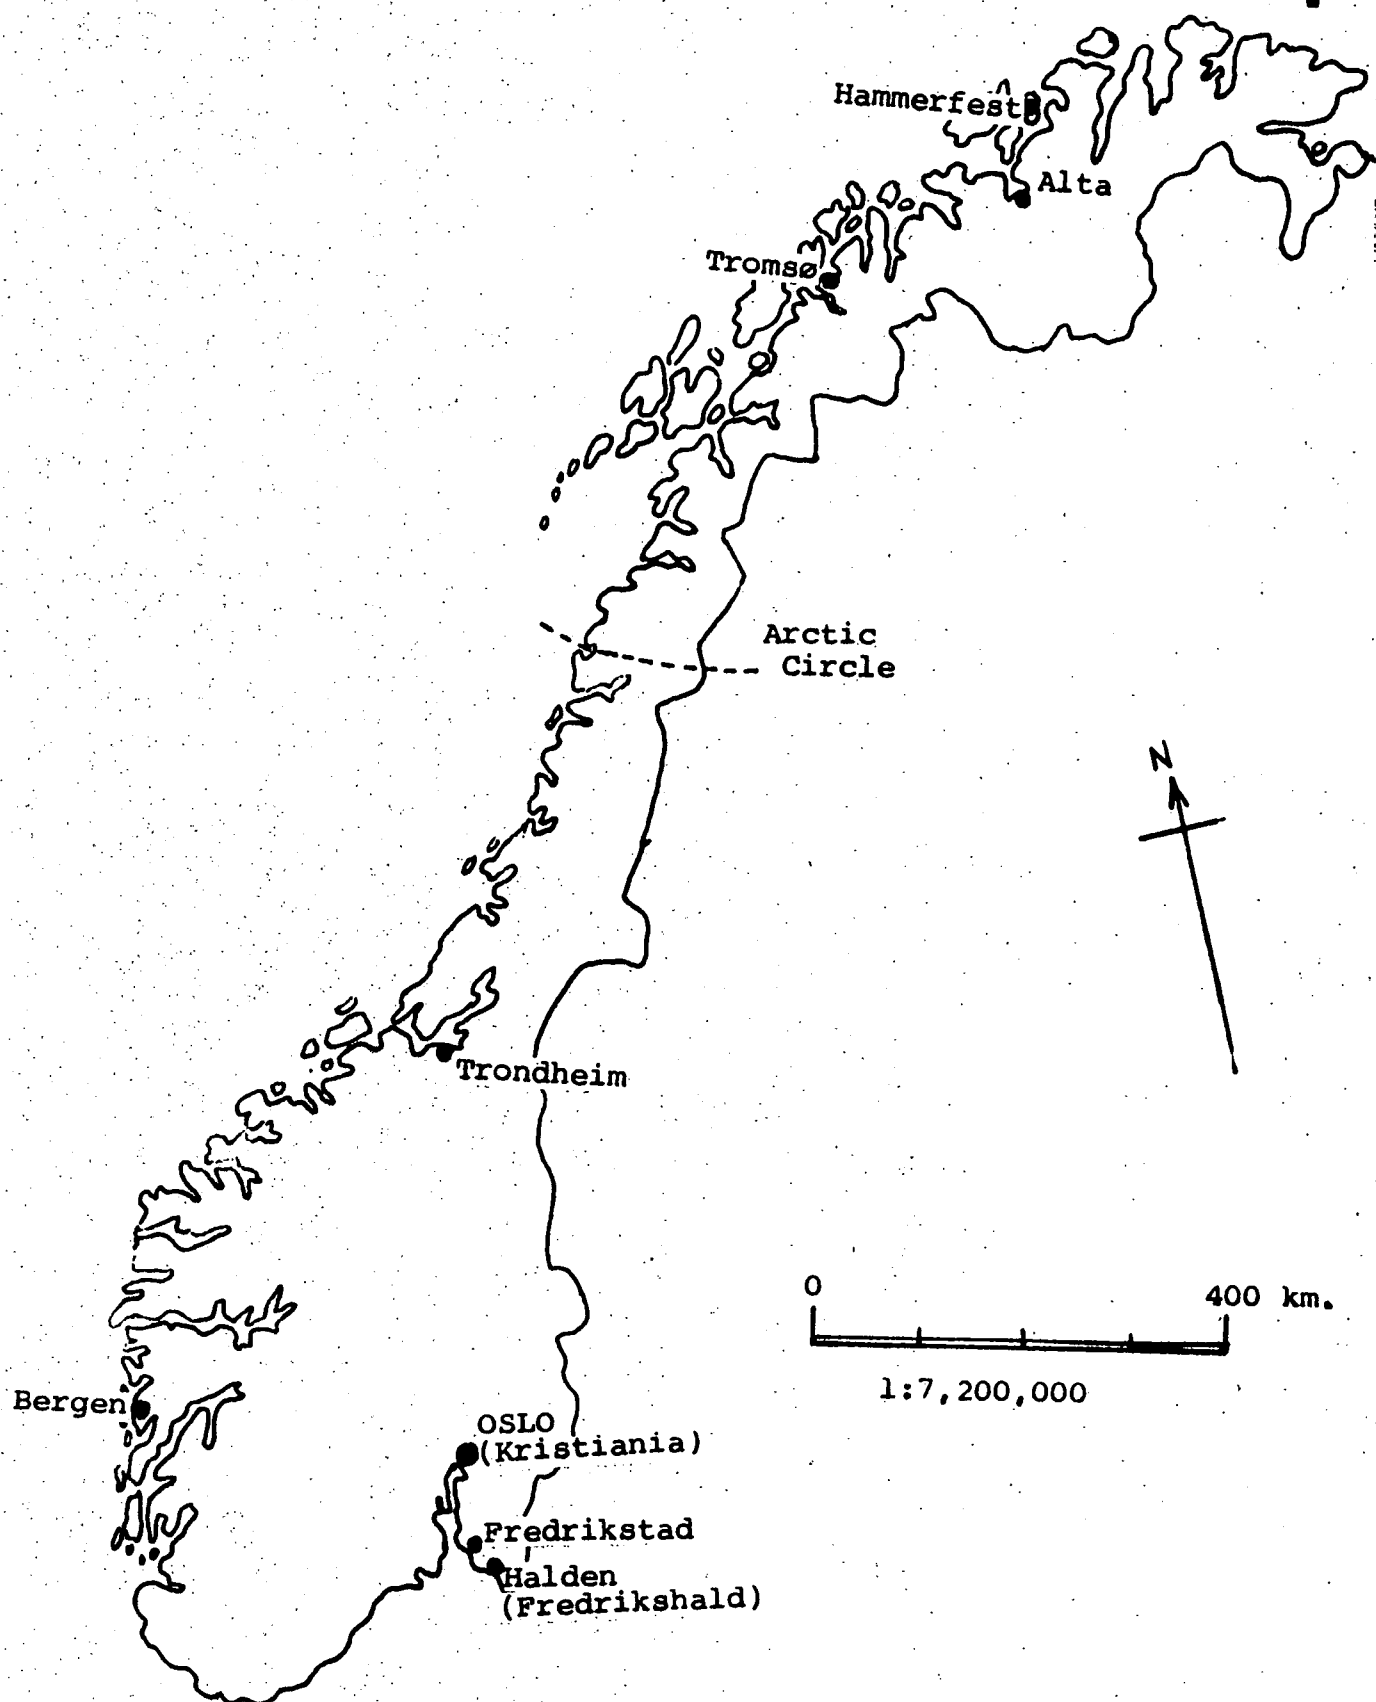 Hammerfest
Alta
Tromsø
Arctic
Circle
N
Trondheim
0
400 km.
1:7,200,000
Bergen
OSLO
(Kristiania)
Fredrikstad
Halden
(Fredrikshald)